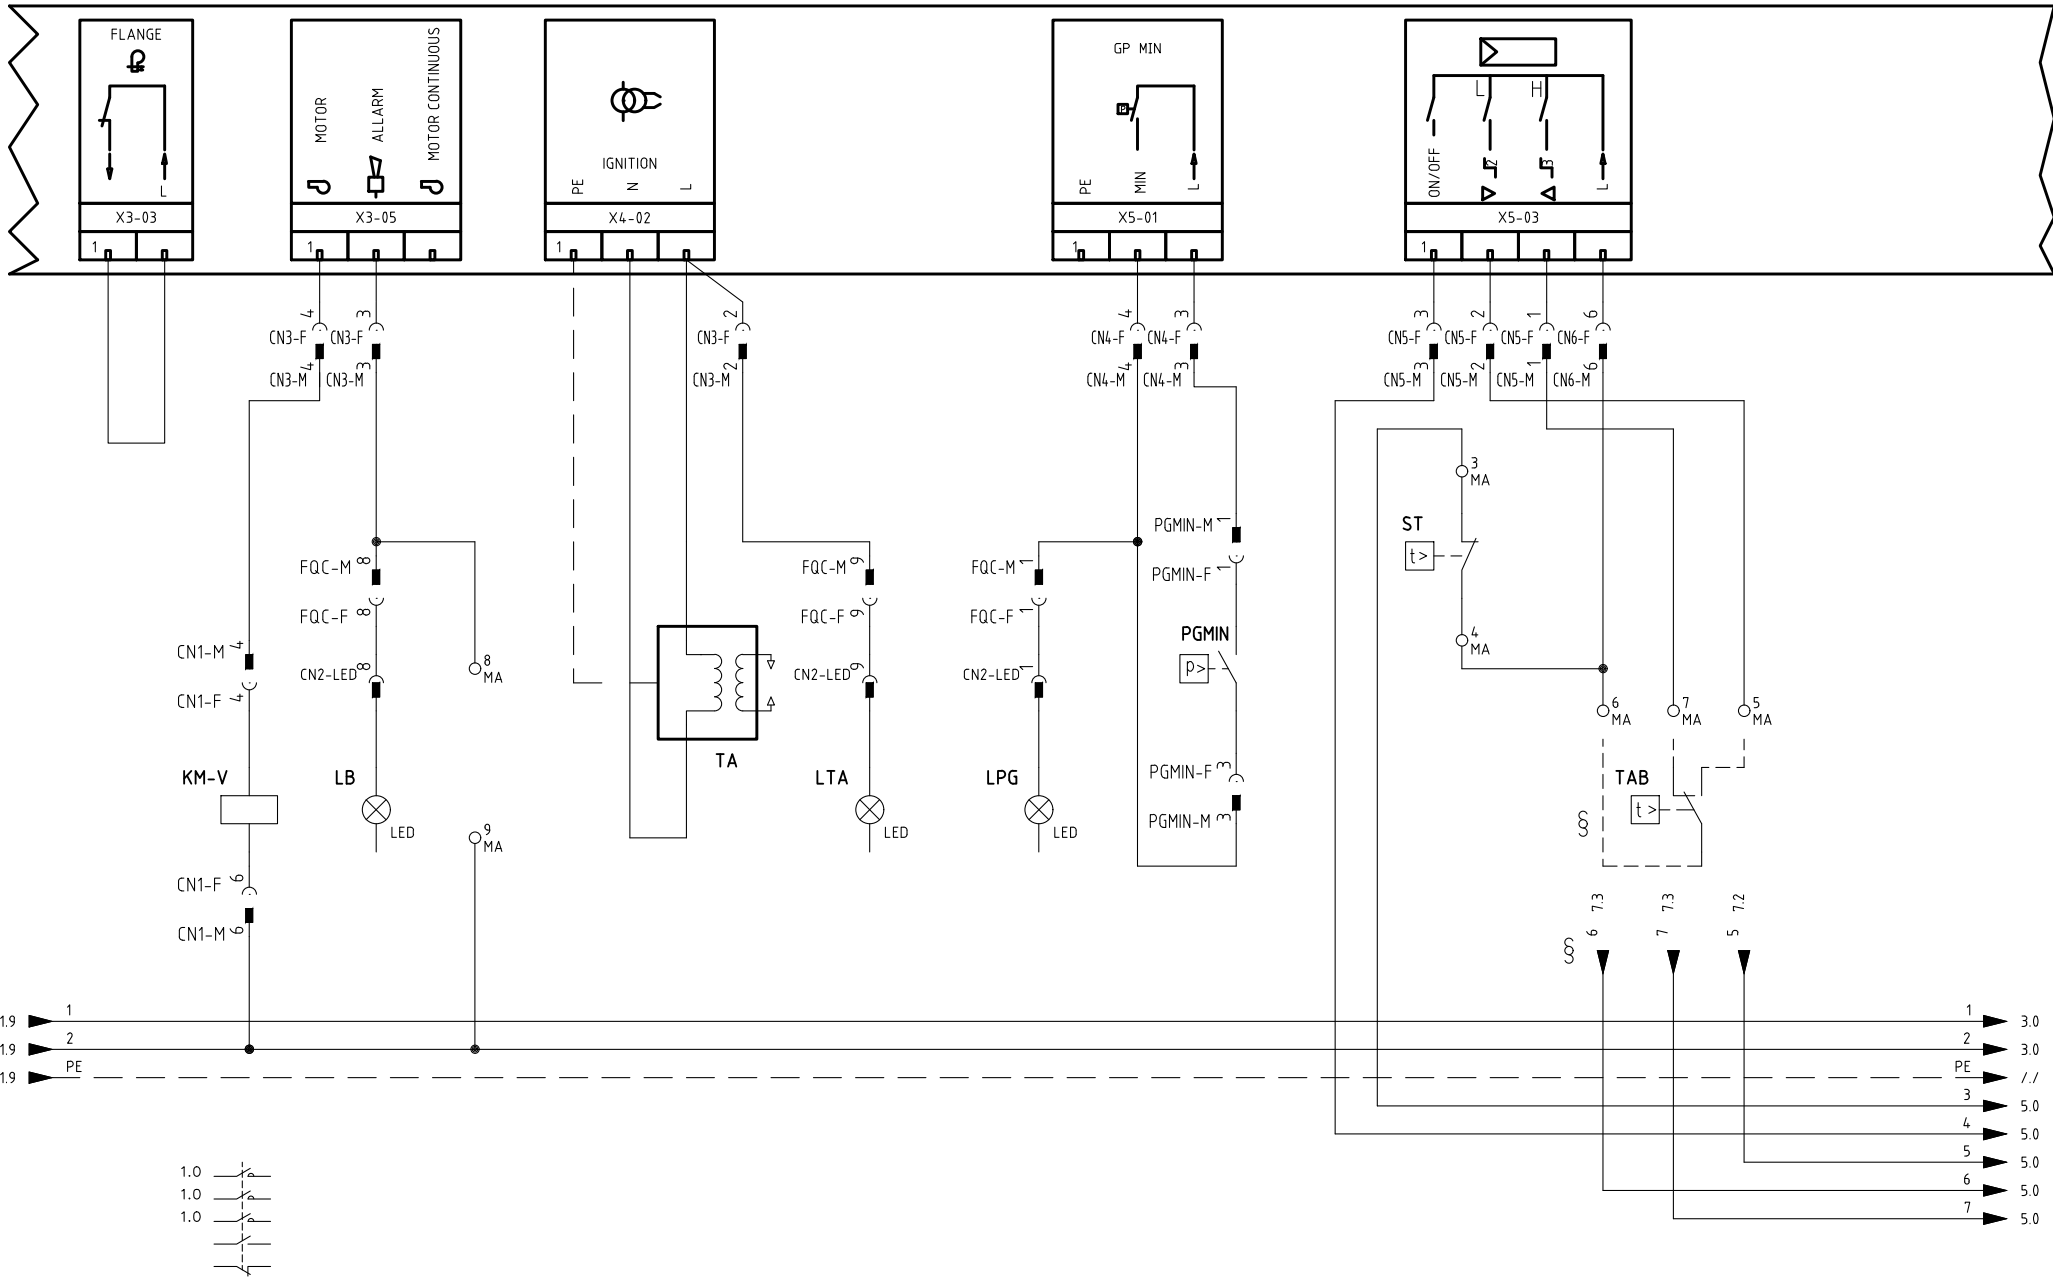 FLANGE
L
X3-03
1
MOTOR
ALLARM
MOTOR CONTINUOUS
X3-05
1
IGNITION
PE
N
L
X4-02
1
GP MIN
P
PE
MIN
L
X5-01
1
L
H
ON/OFF
2
3
L
X5-03
1
4
3
2
4
3
3
2
1
6
CN3-F
CN3-F
CN3-F
CN4-F
CN4-F
CN5-F
CN5-F
CN5-F
CN6-F
4
3
2
4
3
3
2
1
6
CN3-M
CN3-M
CN3-M
CN4-M
CN4-M
CN5-M
CN5-M
CN5-M
CN6-M
3
MA
ST
t>
4
MA
PGMIN-M 1
PGMIN-F 1
PGMIN
p>
PGMIN-F 3
PGMIN-M 3
FQC-M 8
FQC-F 8
CN2-LED 8
FQC-M 9
FQC-F 9
CN2-LED 9
FQC-M 1
FQC-F 1
CN2-LED 1
CN1-M 4
CN1-F 4
8
MA
6
MA
7
MA
5
MA
TA
KM-V
LB
LED
LTA
LED
LPG
LED
TAB
t>
§
9
MA
CN1-F 6
CN1-M 6
7.3
7.3
7.2
§
6
7
5
1.9
1
1
3.0
1.9
2
2
3.0
1.9
PE
PE
/./
3
5.0
4
5.0
5
5.0
6
5.0
7
5.0
1.0
1.0
1.0